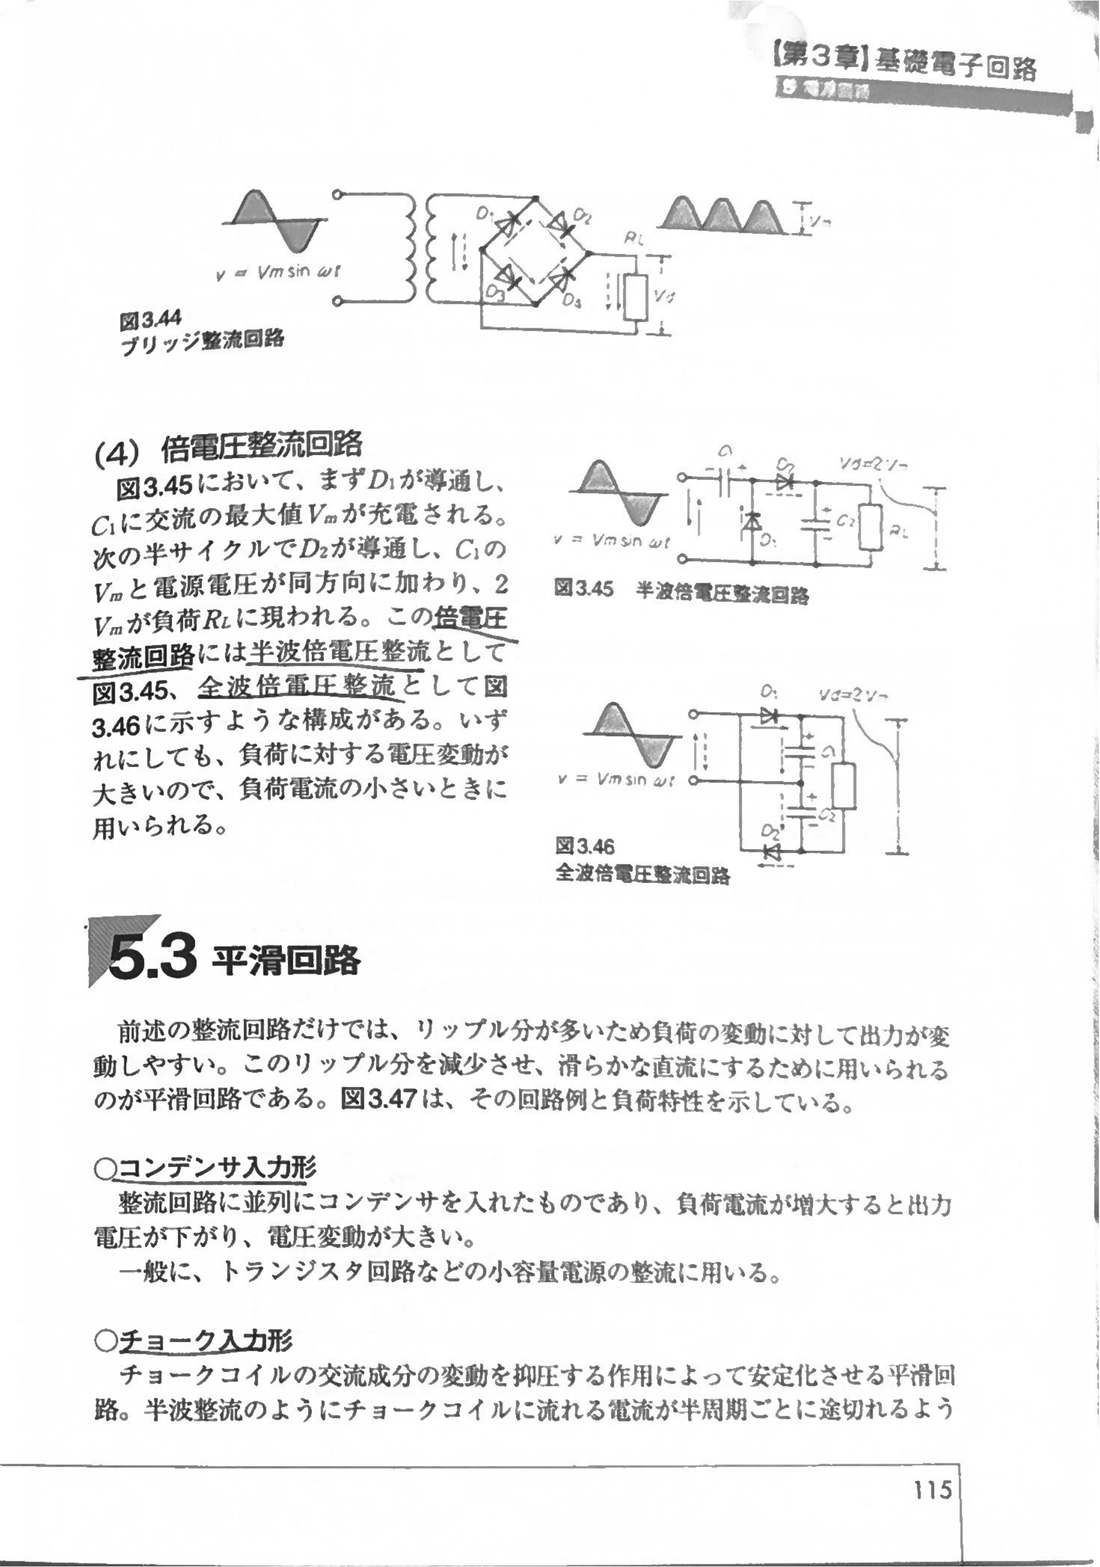 【第3章】基礎電子回路
5 電源回路
D1
D2
D3
D4
RL
Vd
Vm
v = Vm sin ωt
図3.44
ブリッジ整流回路
(4) 倍電圧整流回路
図3.45において、まずD1が導通し、
C1に交流の最大値Vmが充電される。
次の半サイクルでD2が導通し、C1の
Vmと電源電圧が同方向に加わり、2
Vmが負荷RLに現われる。この倍電圧
整流回路には半波倍電圧整流として
図3.45、全波倍電圧整流として図
3.46に示すような構成がある。いず
れにしても、負荷に対する電圧変動が
大きいので、負荷電流の小さいときに
用いられる。
C1
D2
Vd=2Vm
D1
C2
RL
v = Vm sin ωt
図3.45 半波倍電圧整流回路
D1
Vd=2Vm
C1
C2
D2
v = Vm sin ωt
図3.46
全波倍電圧整流回路
5.3 平滑回路
前述の整流回路だけでは、リップル分が多いため負荷の変動に対して出力が変
動しやすい。このリップル分を減少させ、滑らかな直流にするために用いられる
のが平滑回路である。図3.47は、その回路例と負荷特性を示している。
○コンデンサ入力形
整流回路に並列にコンデンサを入れたものであり、負荷電流が増大すると出力
電圧が下がり、電圧変動が大きい。
一般に、トランジスタ回路などの小容量電源の整流に用いる。
○チョーク入力形
チョークコイルの交流成分の変動を抑圧する作用によって安定化させる平滑回
路。半波整流のようにチョークコイルに流れる電流が半周期ごとに途切れるよう
115